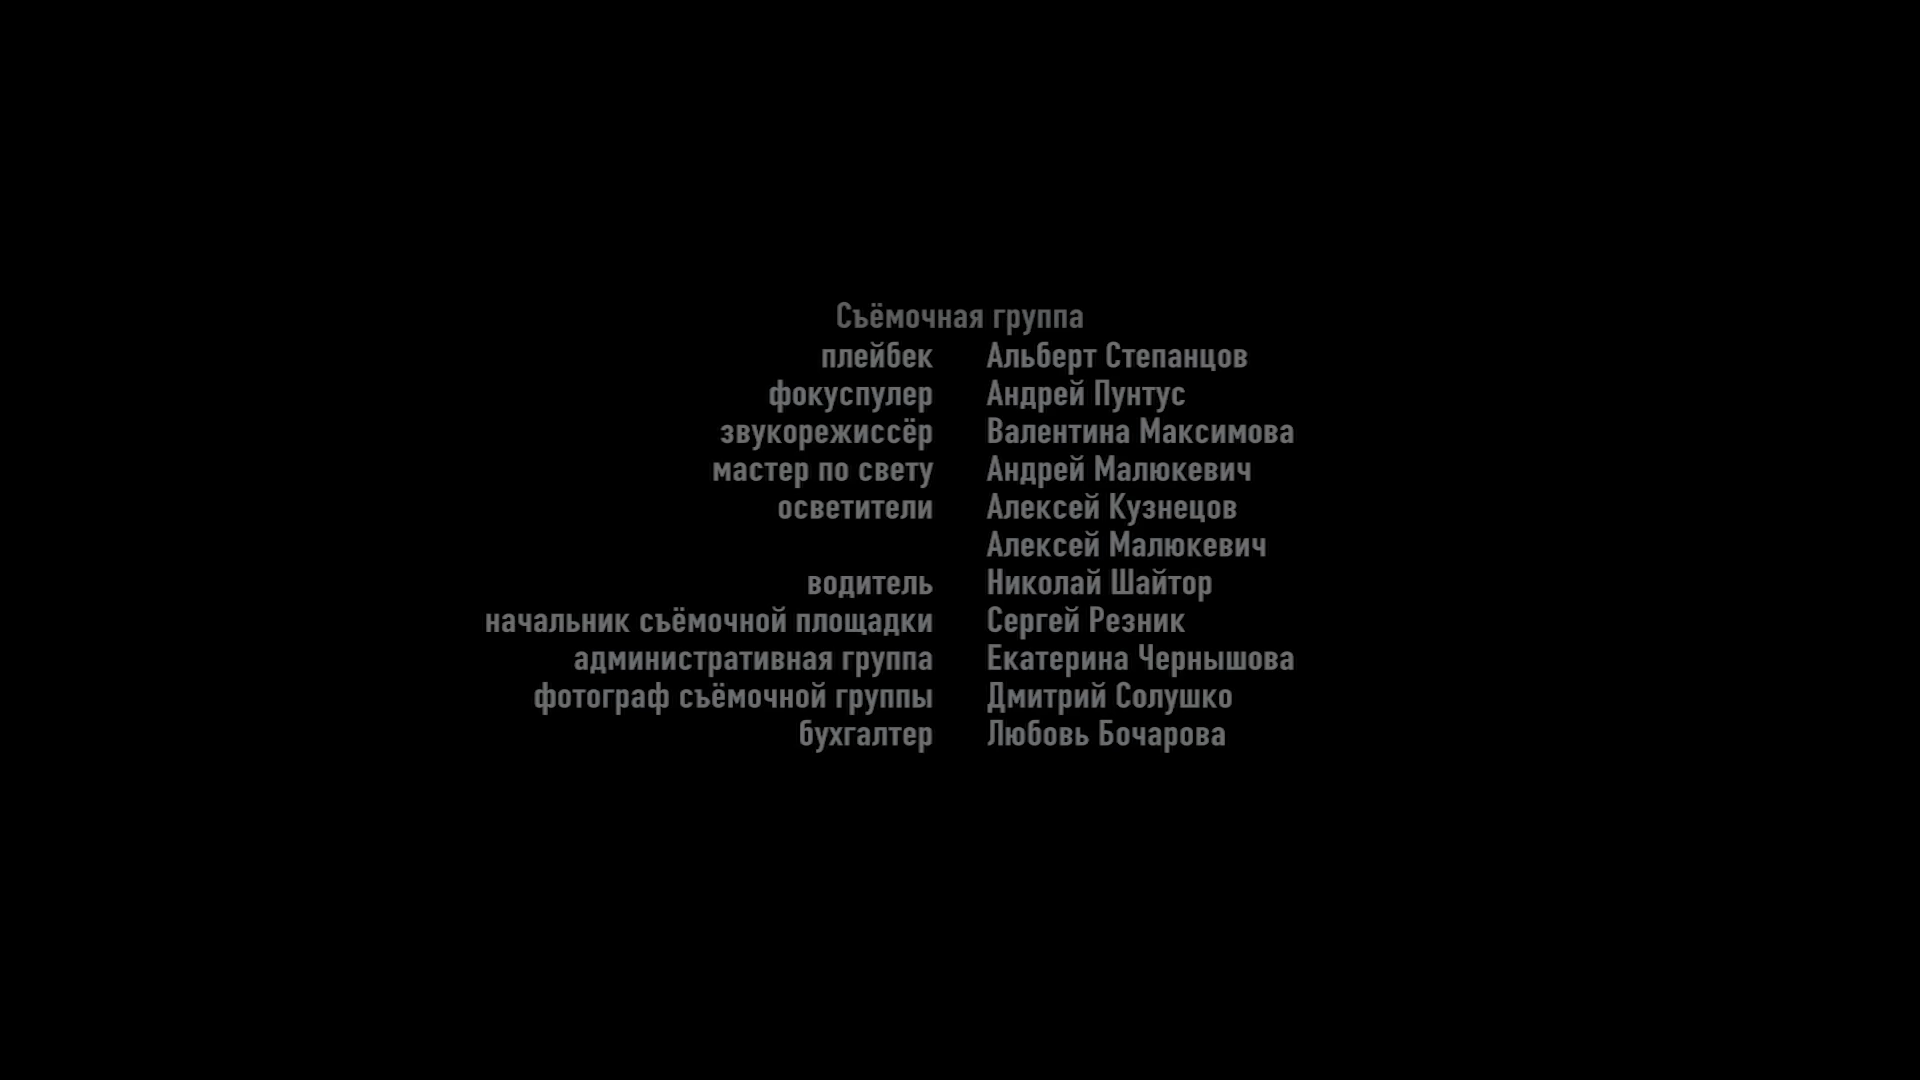 Съёмочная группа
плейбек Альберт Степанцов
фокуспулер Андрей Пунтус
звукорежиссёр Валентина Максимова
мастер по свету Андрей Малюкевич
осветители Алексей Кузнецов
Алексей Малюкевич
водитель Николай Шайтор
начальник съёмочной площадки Сергей Резник
административная группа Екатерина Чернышова
фотограф съёмочной группы Дмитрий Солушко
бухгалтер Любовь Бочарова